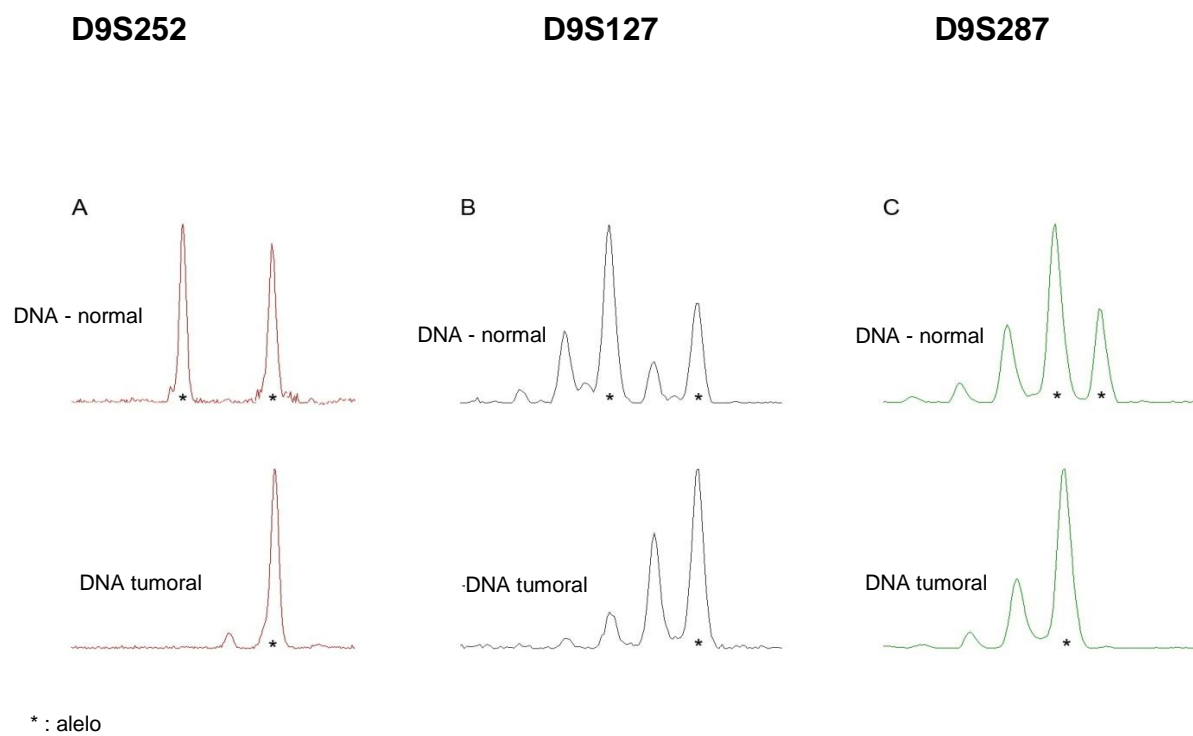 D9S252 D9S127 D9S287
A B C
DNA - normal
DNA - normal
DNA - normal
* * * * * *
DNA tumoral
-DNA tumoral
DNA tumoral
* * *
* : alelo